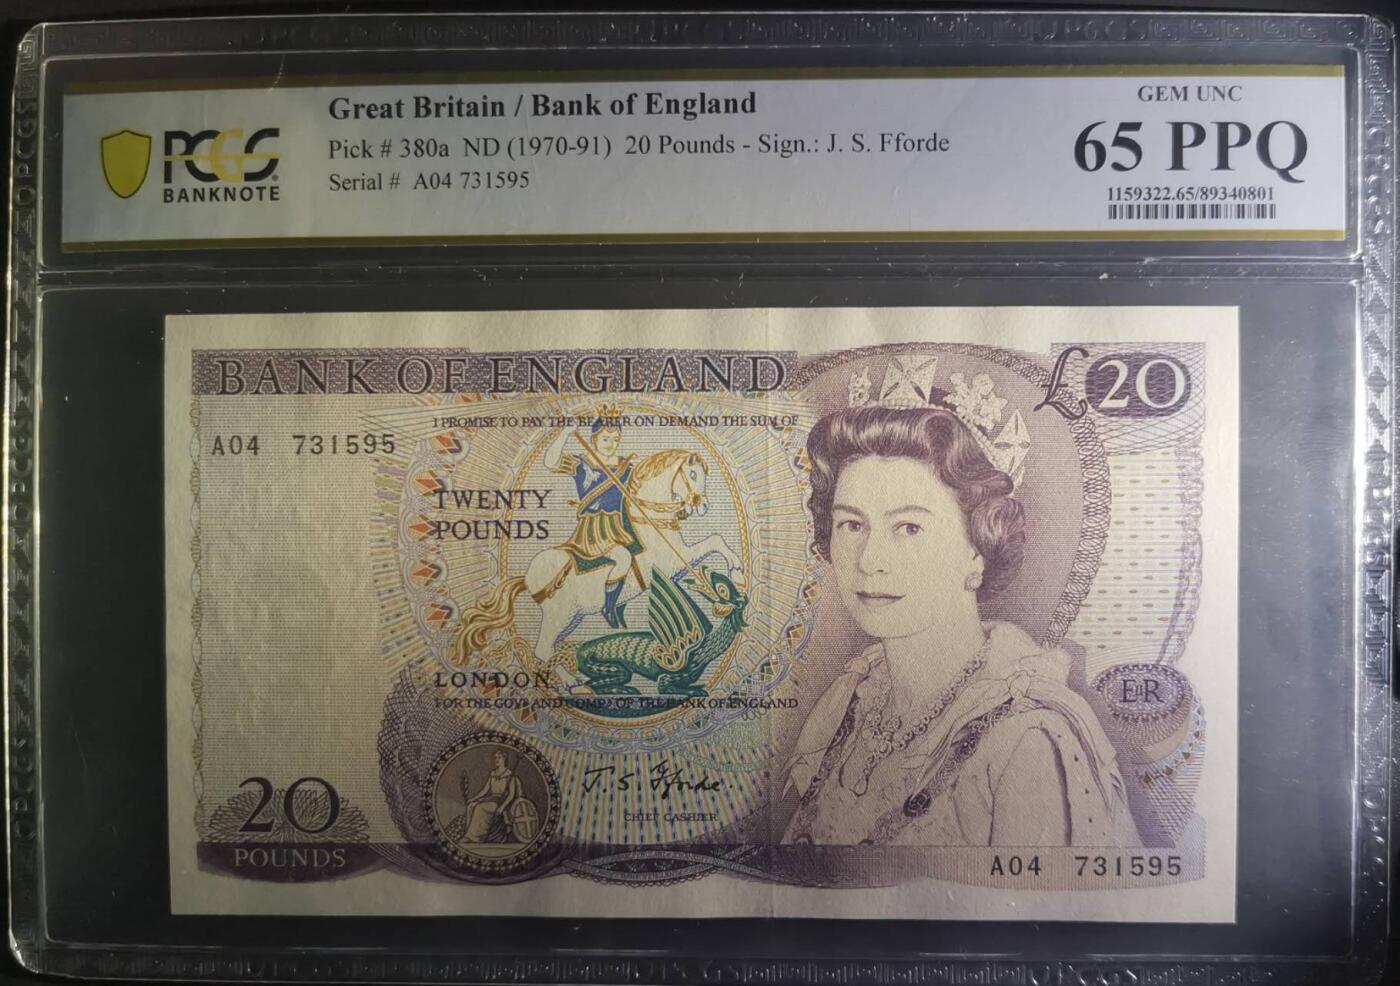 Great Britain / Bank of England
Pick # 380a ND (1970-91) 20 Pounds - Sign.: J. S. Fforde
Serial # A04 731595
PCGS
BANKNOTE
GEM UNC
65 PPQ
1159322.65/89340801
BANK OF ENGLAND
£20
I PROMISE TO PAY THE BEARER ON DEMAND THE SUM OF
A04 731595
TWENTY
POUNDS
LONDON
FOR THE GOVR AND COMPA OF THE BANK OF ENGLAND
EIIR
J. S. Fforde
CHIEF CASHIER
20
POUNDS
A04 731595